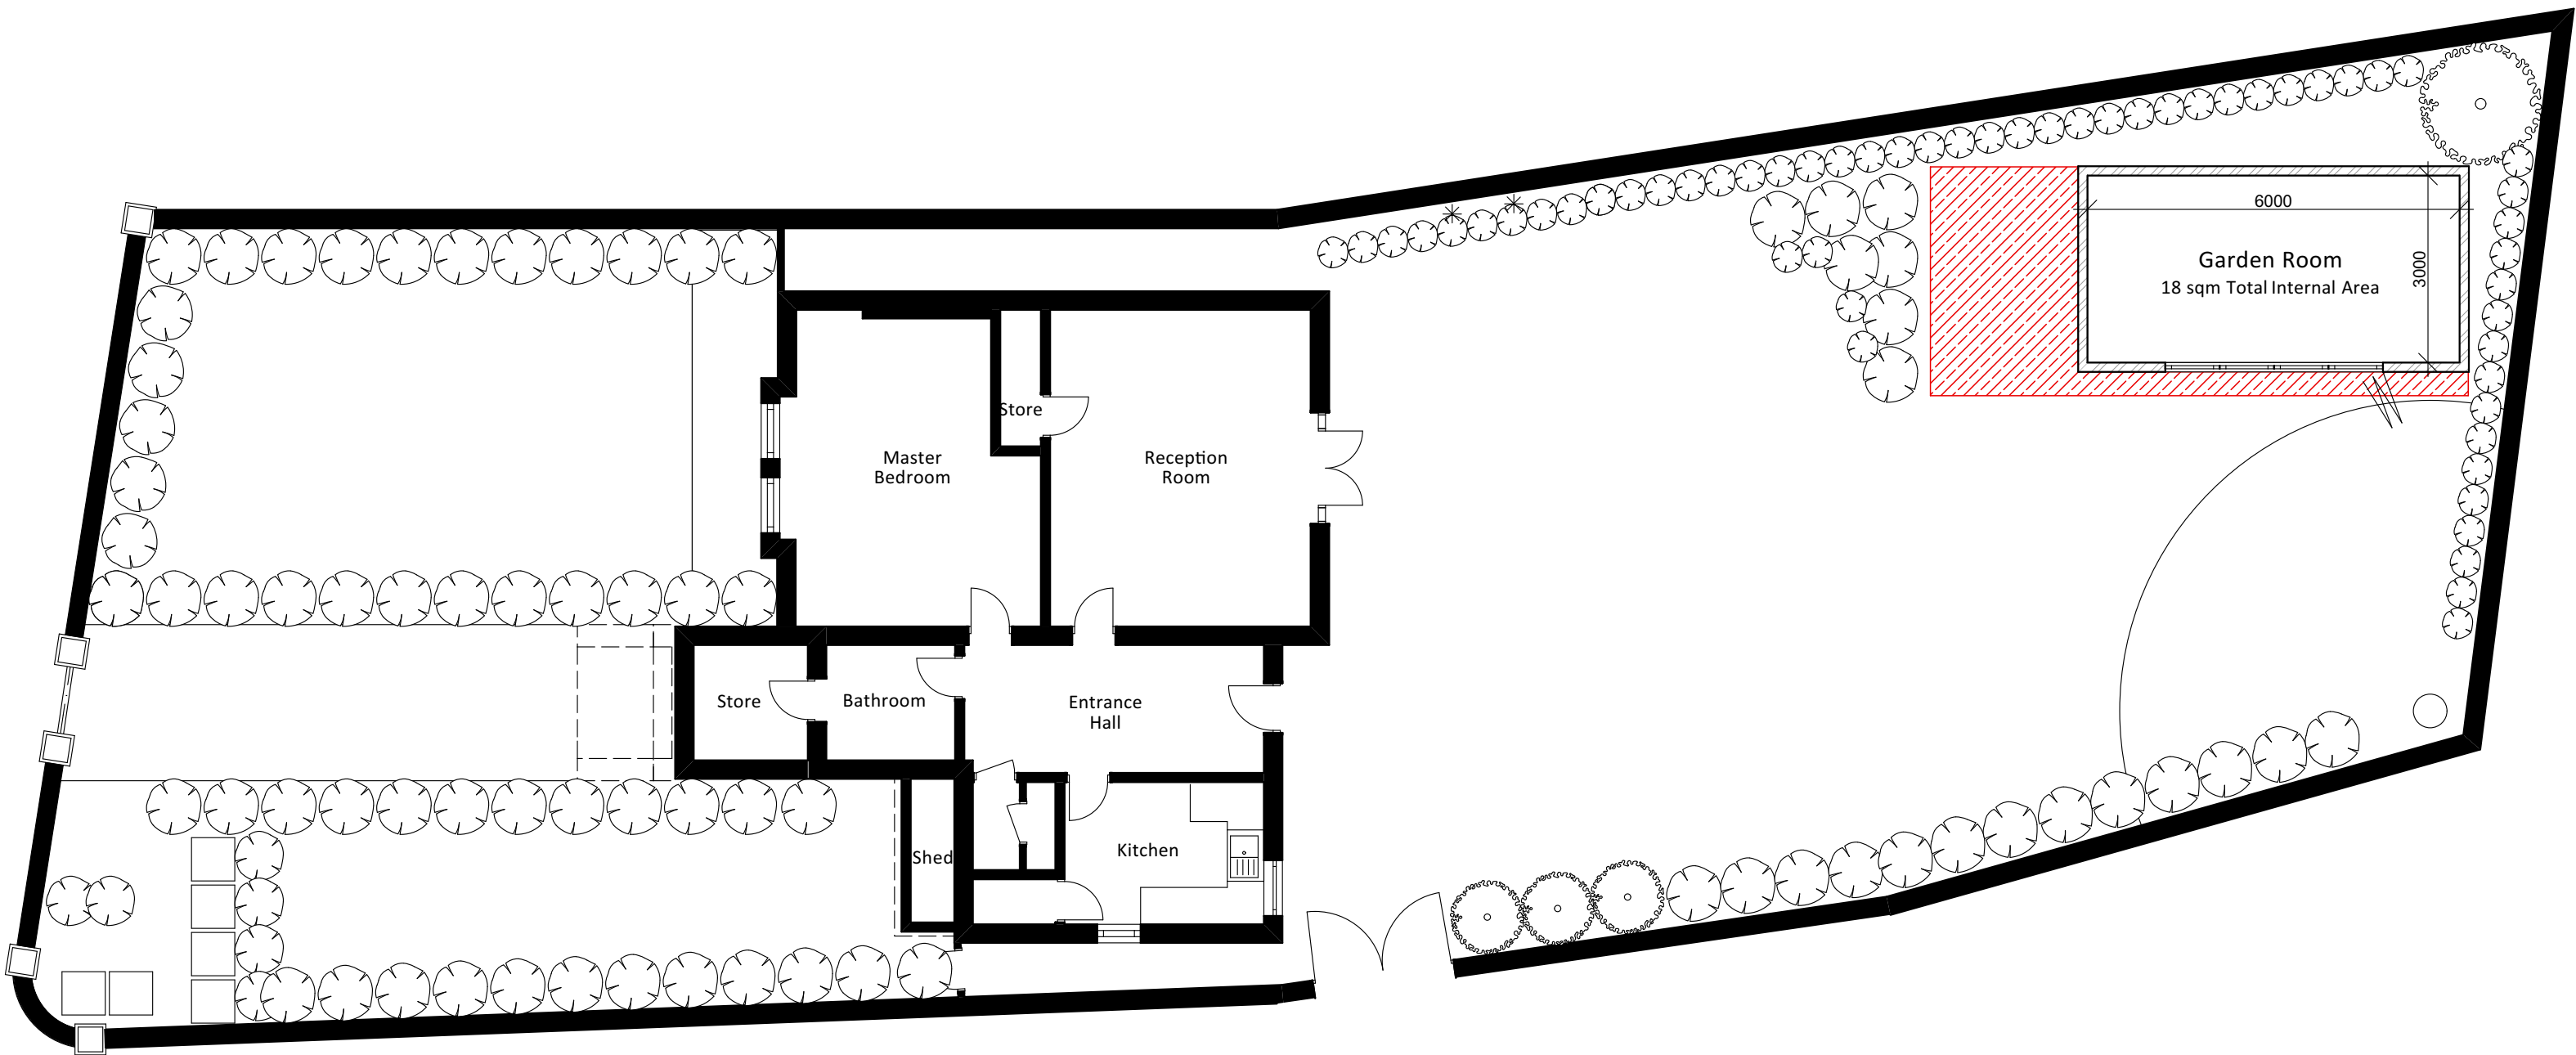 6000
Garden Room
18 sqm Total Internal Area
3000
Store
Master
Bedroom
Reception
Room
Store
Bathroom
Entrance
Hall
Shed
Kitchen